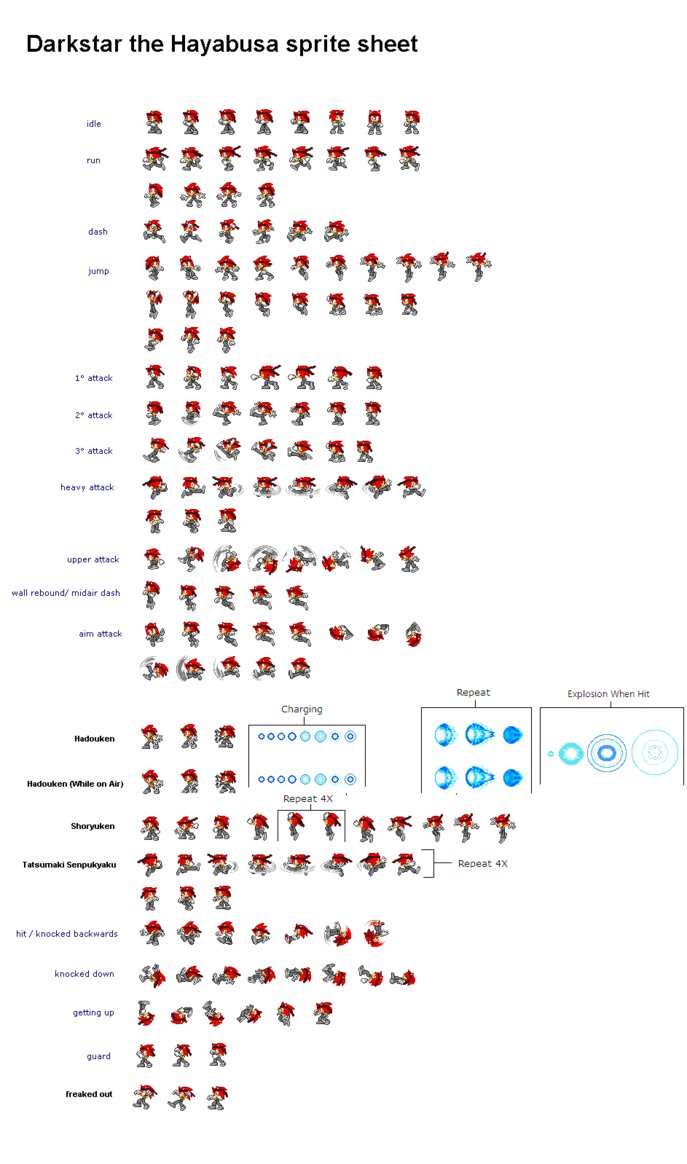 Darkstar the Hayabusa sprite sheet
idle
run
dash
jump
1° attack
2° attack
3° attack
heavy attack
upper attack
wall rebound/ midair dash
aim attack
Repeat
Explosion When Hit
Charging
Hadouken
Hadouken (While on Air)
Repeat 4X
Shoryuken
Tatsumaki Senpukyaku
Repeat 4X
hit / knocked backwards
knocked down
getting up
guard
freaked out